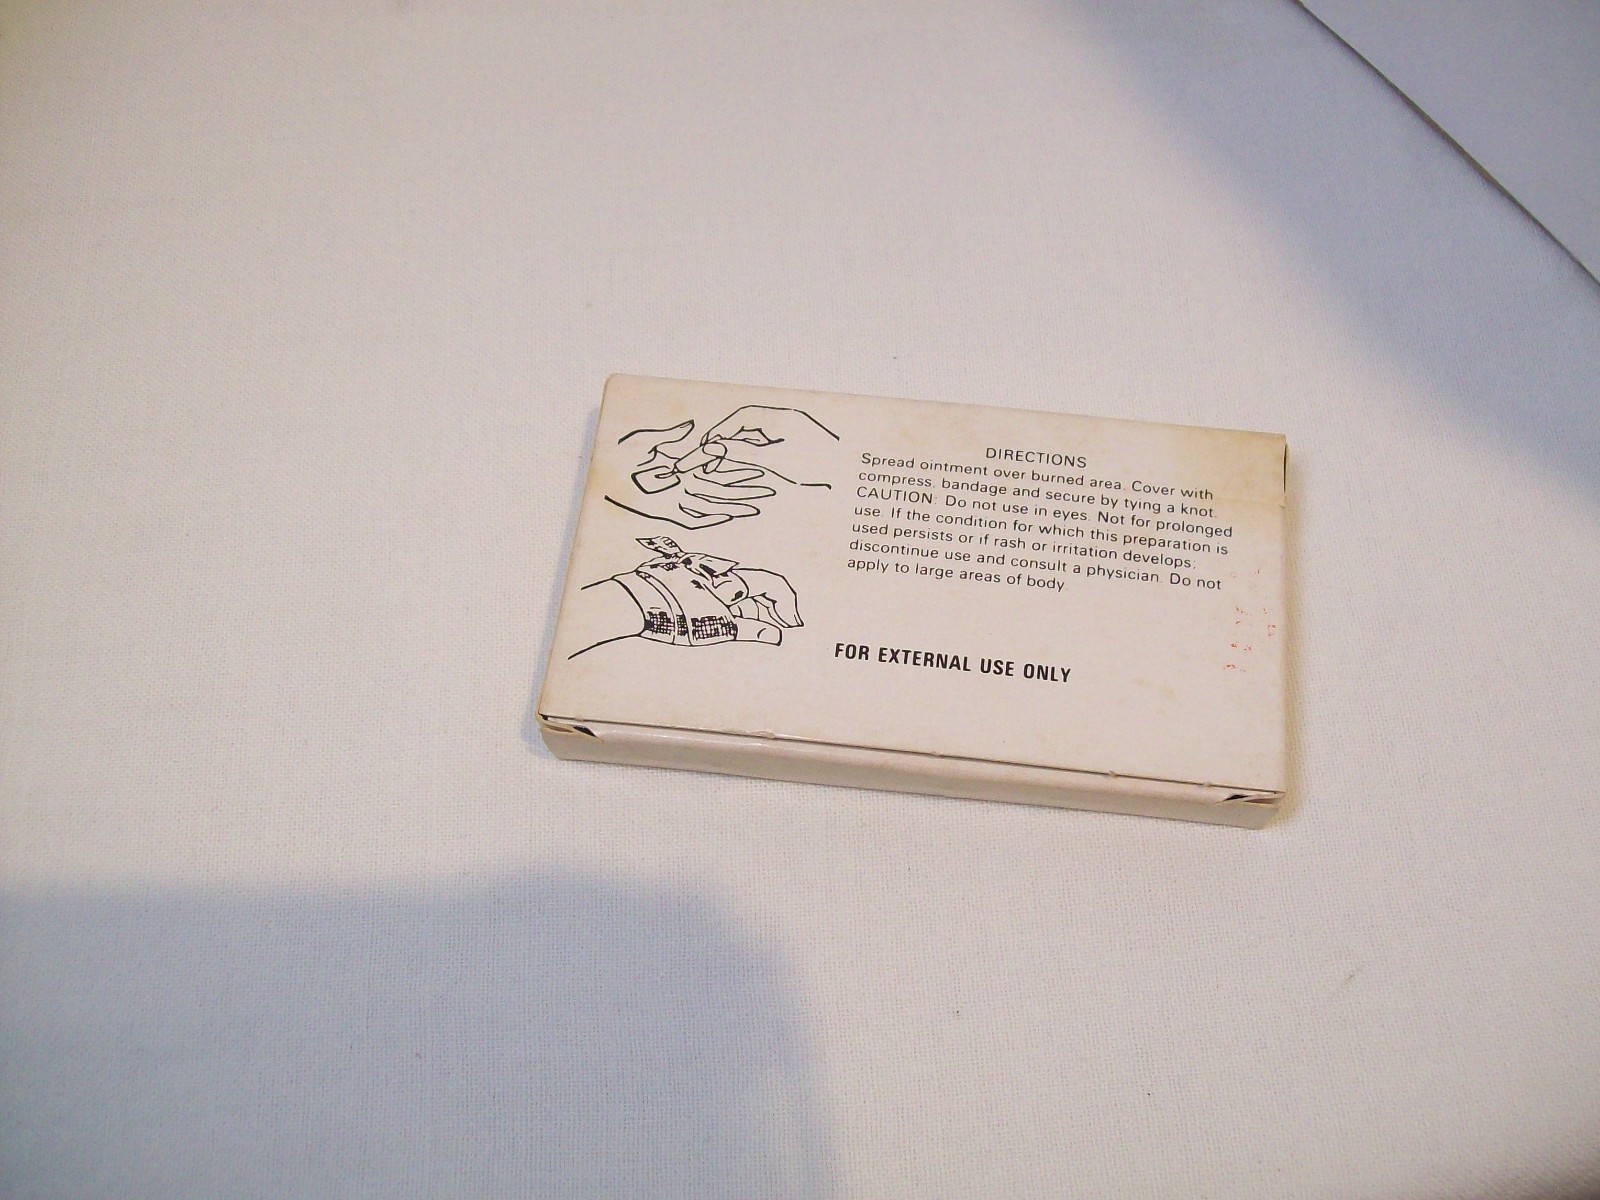 DIRECTIONS
Spread ointment over burned area. Cover with
compress, bandage and secure by tying a knot.
CAUTION: Do not use in eyes. Not for prolonged
use. If the condition for which this preparation is
used persists or if rash or irritation develops;
discontinue use and consult a physician. Do not
apply to large areas of body.
FOR EXTERNAL USE ONLY